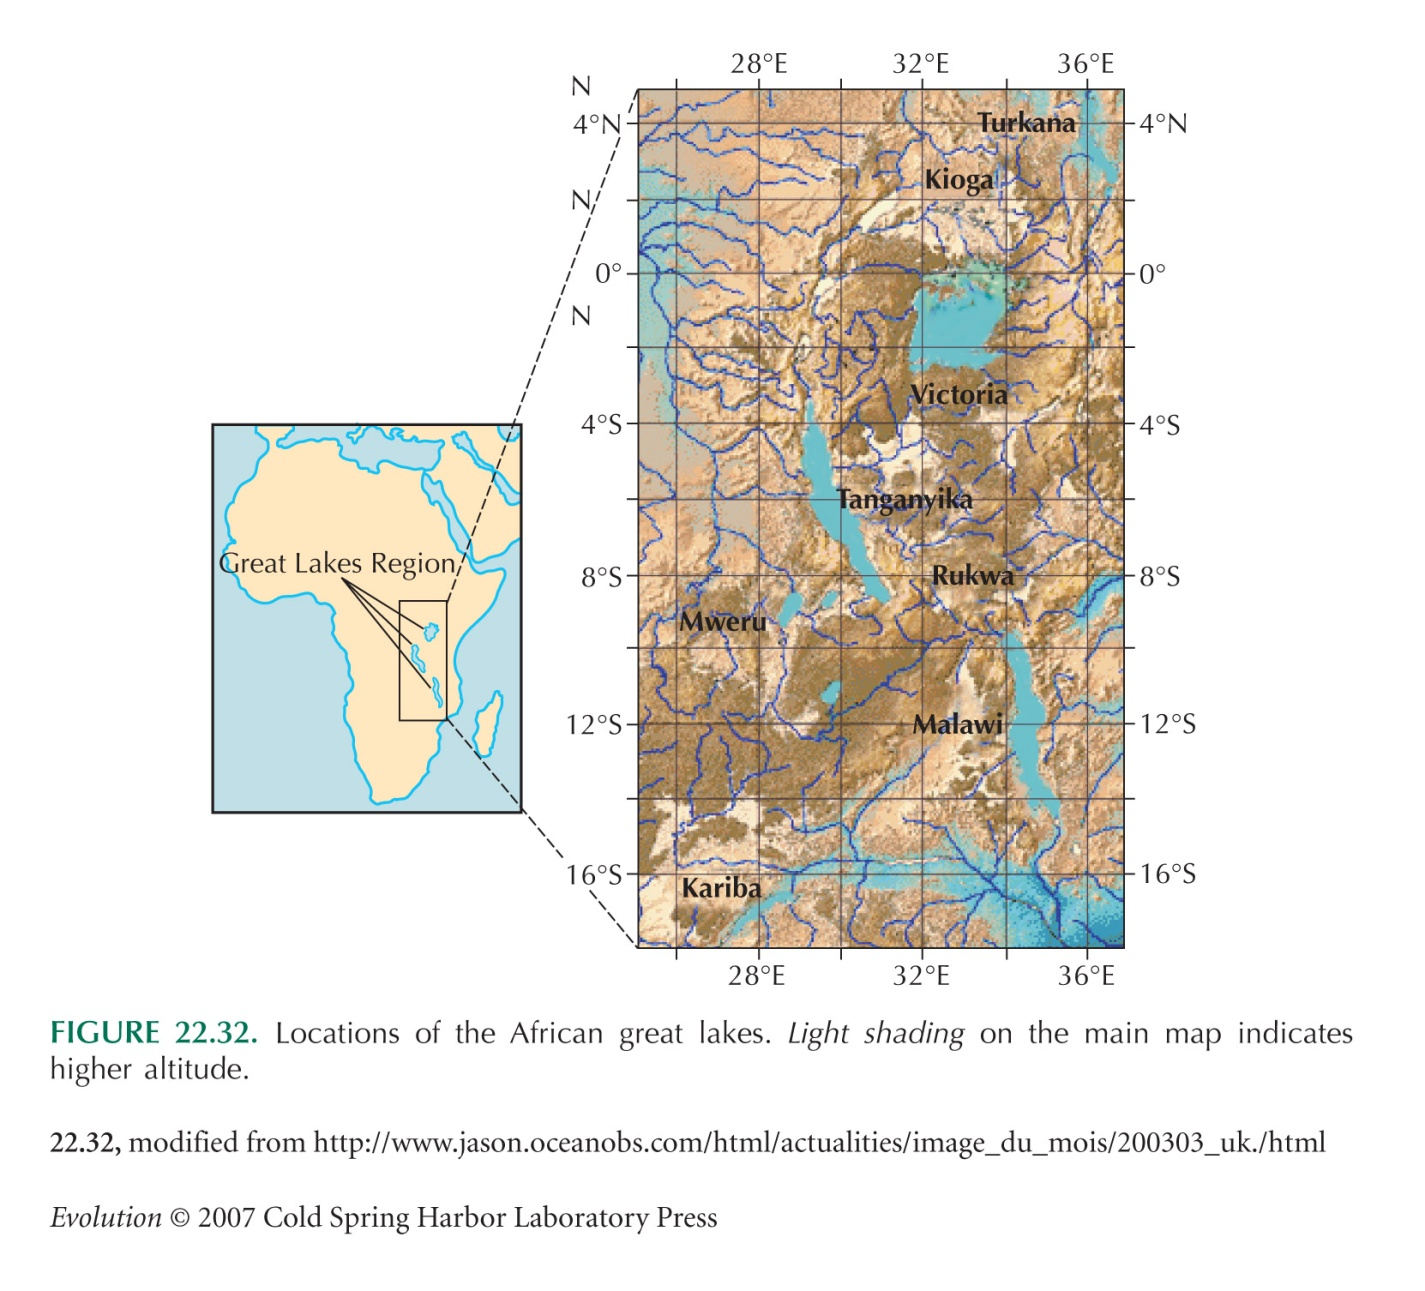 28°E 32°E 36°E
N
4°N 4°N
Turkana
Kioga
N
0° 0°
N
Victoria
4°S 4°S
Tanganyika
Great Lakes Region
8°S 8°S
Rukwa
Mweru
12°S 12°S
Malawi
16°S 16°S
Kariba
28°E 32°E 36°E
FIGURE 22.32. Locations of the African great lakes. Light shading on the main map indicates
higher altitude.
22.32, modified from http://www.jason.oceanobs.com/html/actualities/image_du_mois/200303_uk./html
Evolution © 2007 Cold Spring Harbor Laboratory Press